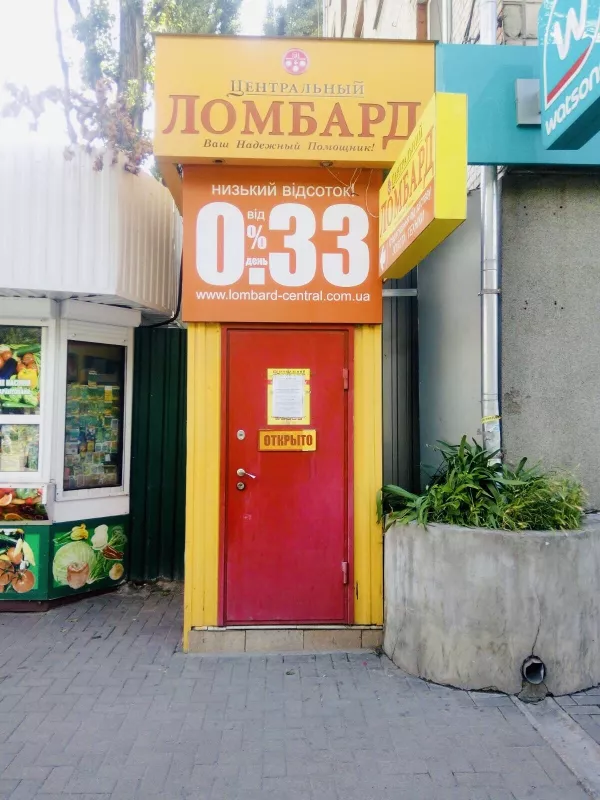 Центральный
ЛОМБАРД
Ваш Надежный Помощник!
низький відсоток!
від
0.33
%
день
www.lombard-central.com.ua
Центральный
ЛОМБАРД
ОТКРЫТО
W
watsons